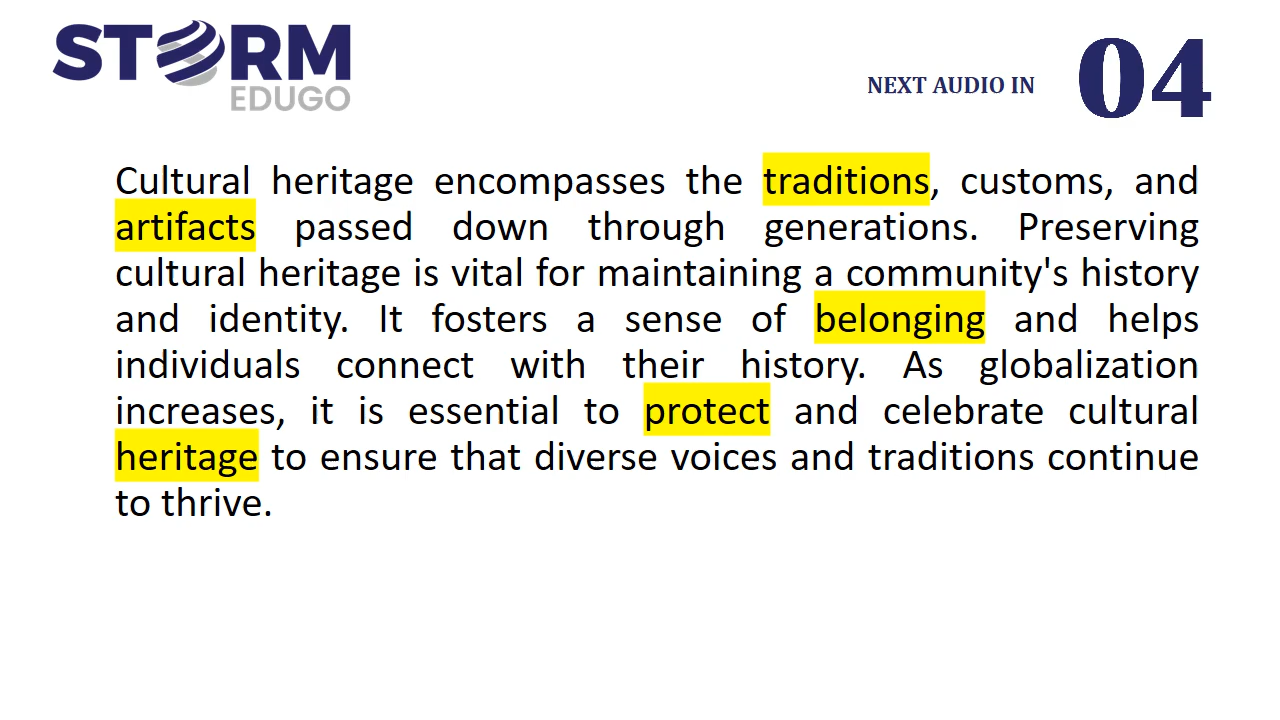 STORM
EDUGO
NEXT AUDIO IN 04
Cultural heritage encompasses the traditions, customs, and
artifacts passed down through generations. Preserving
cultural heritage is vital for maintaining a community's history
and identity. It fosters a sense of belonging and helps
individuals connect with their history. As globalization
increases, it is essential to protect and celebrate cultural
heritage to ensure that diverse voices and traditions continue
to thrive.